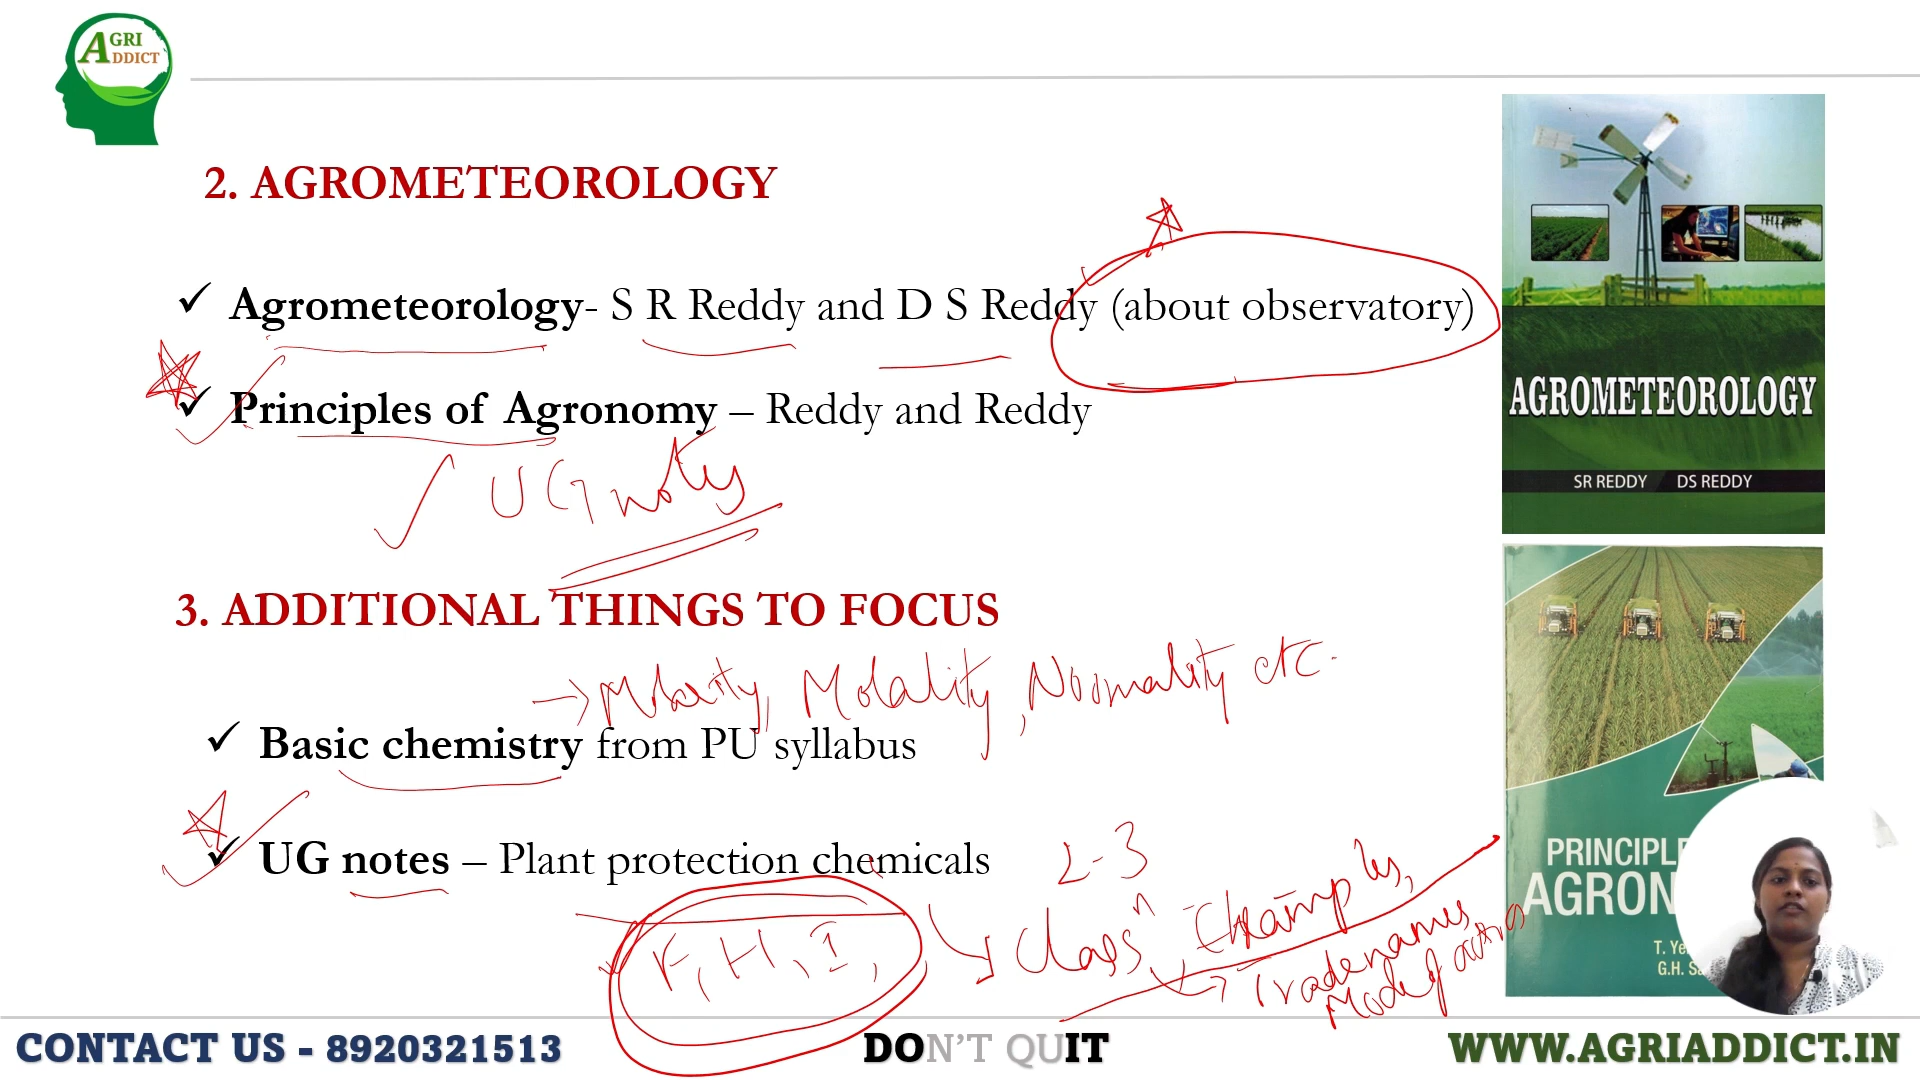 AGRI
ADDICT
2. AGROMETEOROLOGY
✓ Agrometeorology- S R Reddy and D S Reddy (about observatory)
✓ Principles of Agronomy – Reddy and Reddy
UG notes
3. ADDITIONAL THINGS TO FOCUS
→ Molarity, Molality, Normality etc.
✓ Basic chemistry from PU syllabus
✓ UG notes – Plant protection chemicals
2-3
F, H, I,
Classⁿ Examples,
→ Tradenames
Mode of action
AGROMETEOROLOGY
SR REDDY DS REDDY
AGRON
G.H.
CONTACT US - 8920321513
DON'T QUIT
WWW.AGRIADDICT.IN